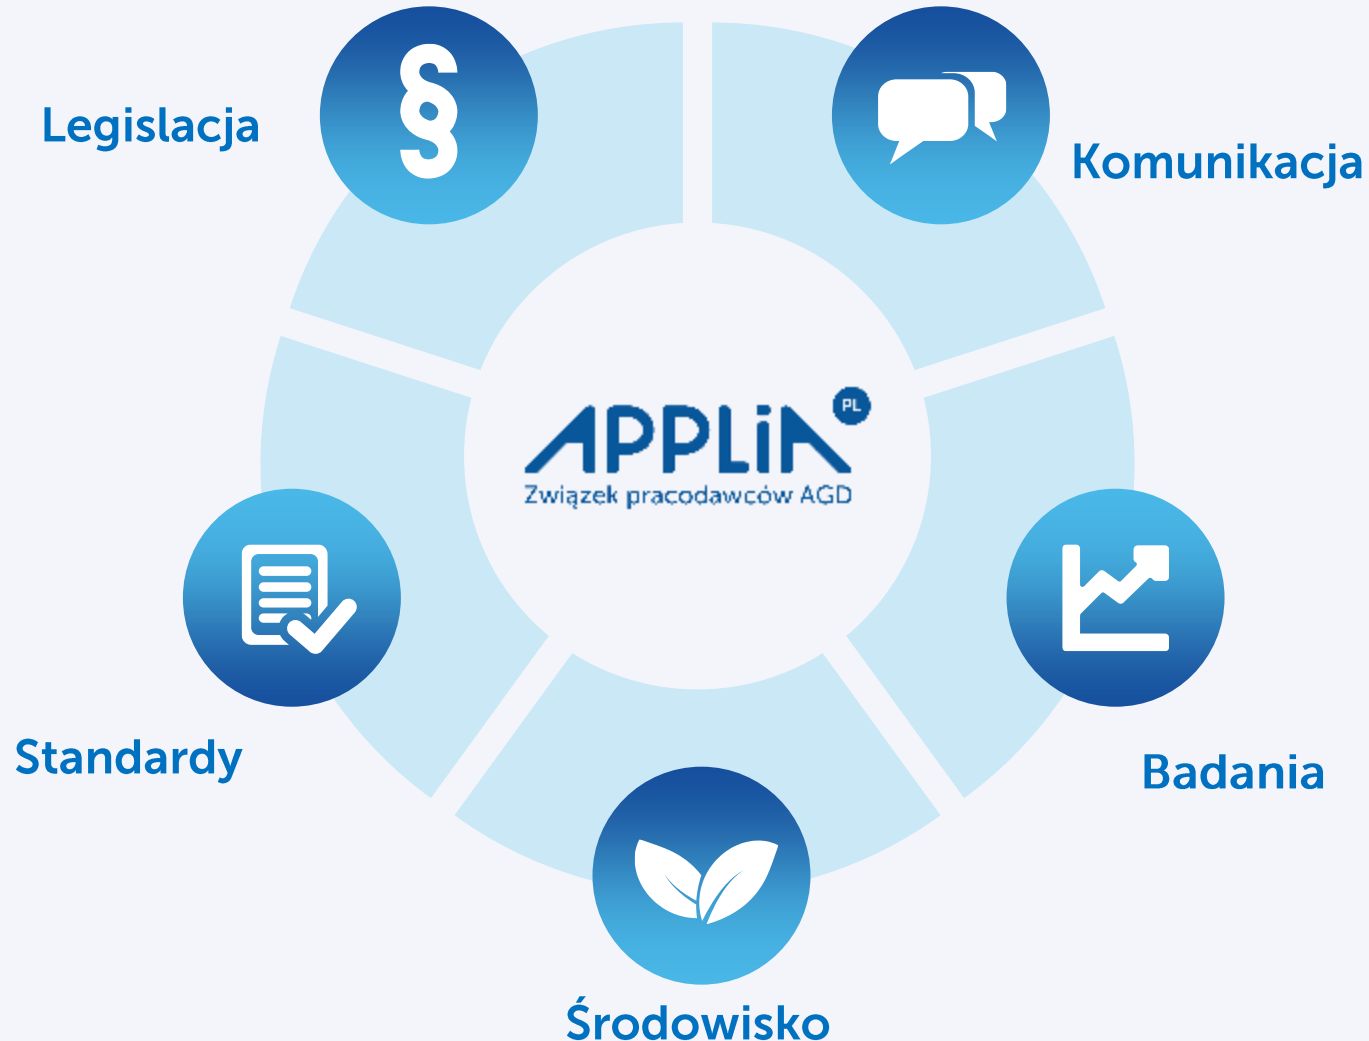 §
Legislacja
Komunikacja
APPLiA PL
Związek pracodawców AGD
Standardy
Badania
Środowisko